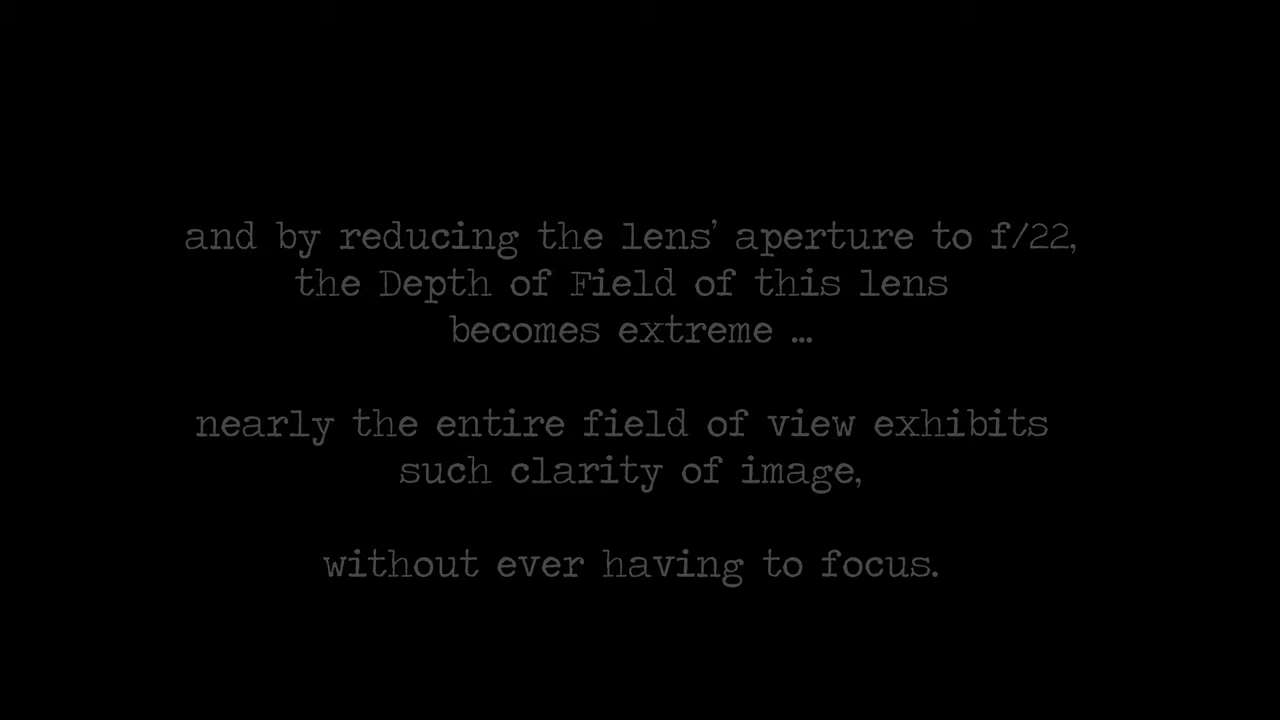 and by reducing the lens' aperture to f/22,
the Depth of Field of this lens
becomes extreme ...
nearly the entire field of view exhibits
such clarity of image,
without ever having to focus.